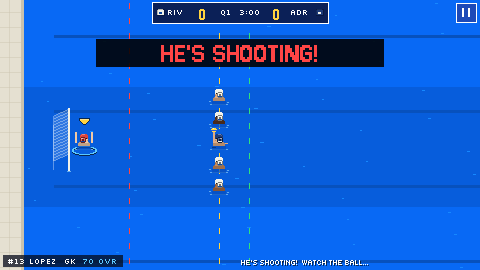 RIV 0 Q1 3:00 0 ADR
HE'S SHOOTING!
#13 LOPEZ GK 70 OVR
HE'S SHOOTING! WATCH THE BALL...